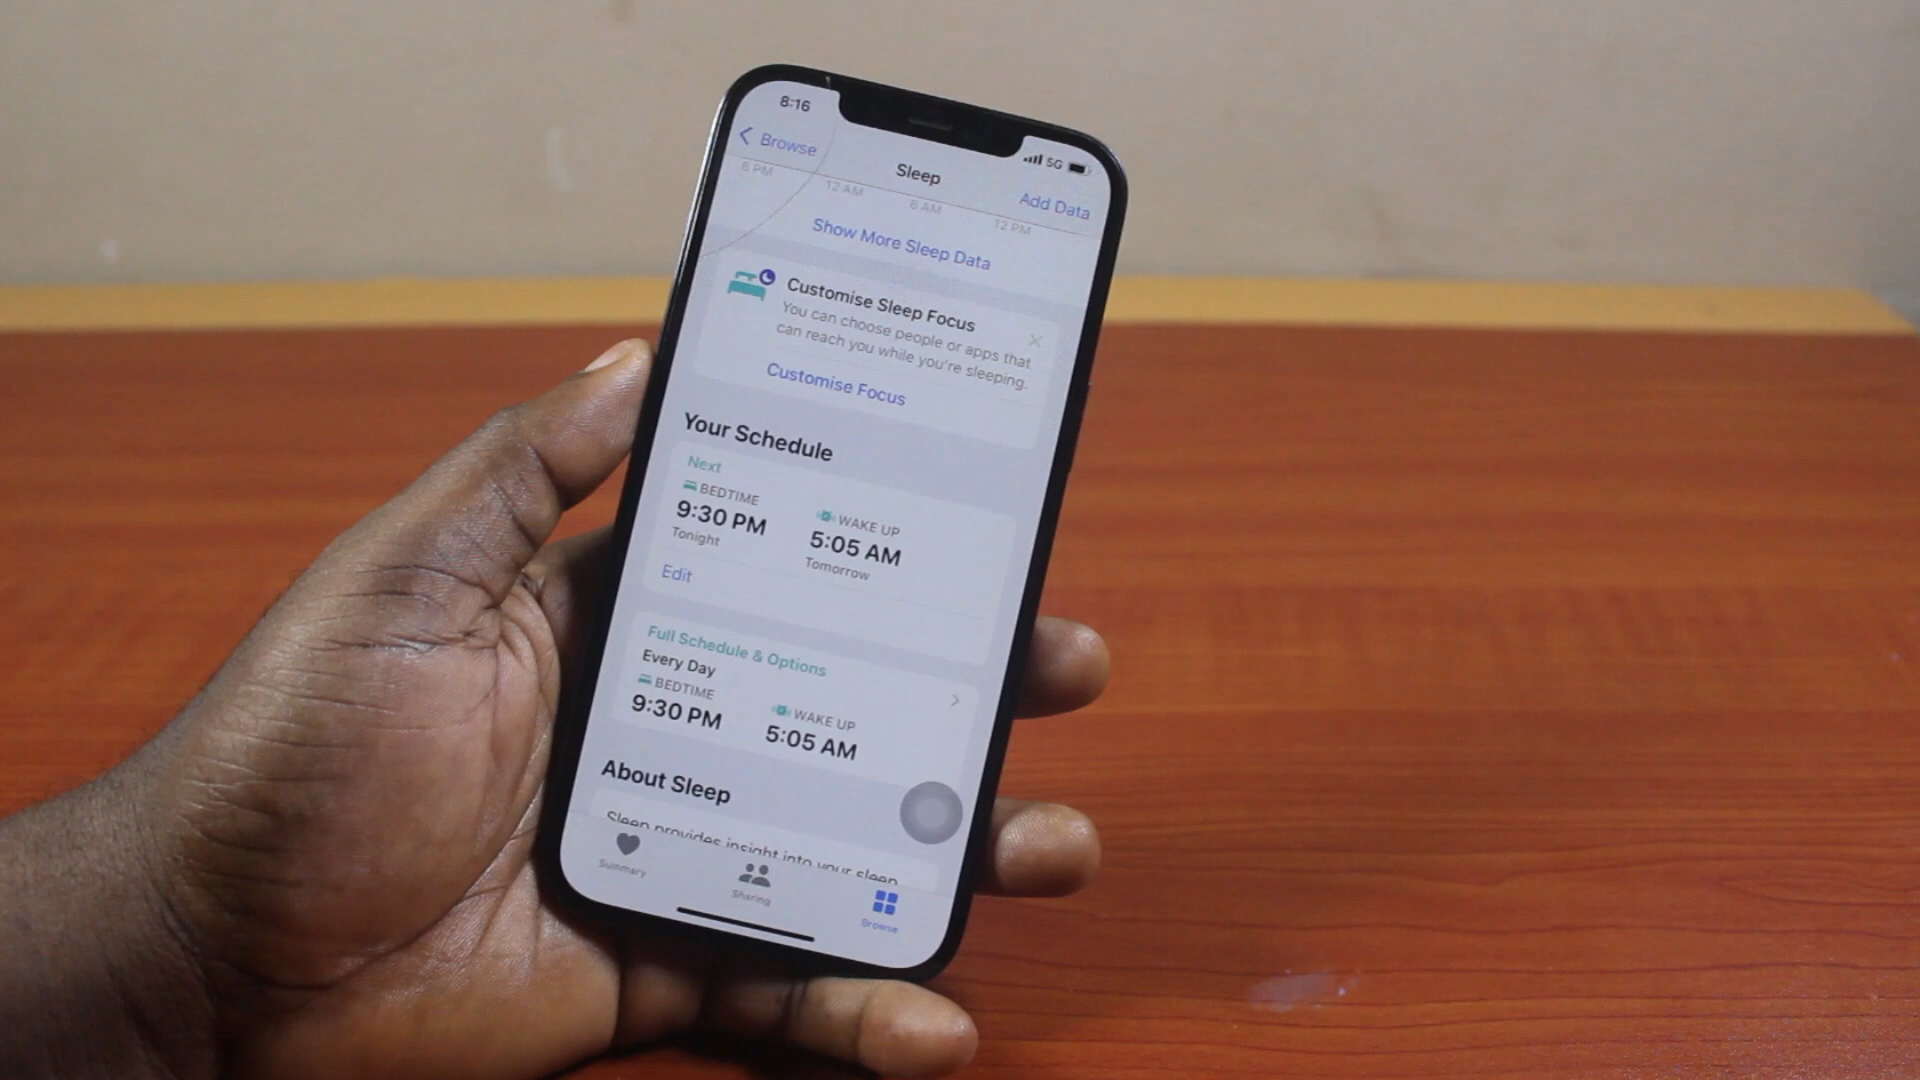 8:16
5G
Browse
Sleep
Add Data
6 PM
12 AM
6 AM
12 PM
Show More Sleep Data
Customise Sleep Focus
You can choose people or apps that
can reach you while you're sleeping.
Customise Focus
Your Schedule
Next
BEDTIME
9:30 PM
Tonight
WAKE UP
5:05 AM
Tomorrow
Edit
Full Schedule & Options
Every Day
BEDTIME
9:30 PM
WAKE UP
5:05 AM
About Sleep
Sleep provides insight into your sleep
Summary
Sharing
Browse